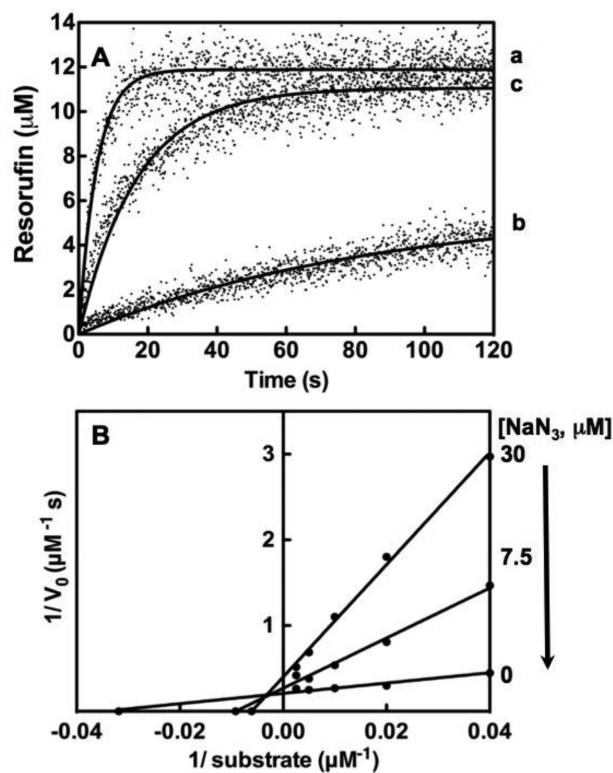 14
12
10
8
6
4
2
0
Resorufin (µM)
A
a
c
b
0 20 40 60 80 100 120
Time (s)
B
[NaN3, µM]
3
2
1
1/ V0 (µM⁻¹ s)
30
7.5
0
-0.04 -0.02 0.00 0.02 0.04
1/ substrate (µM⁻¹)